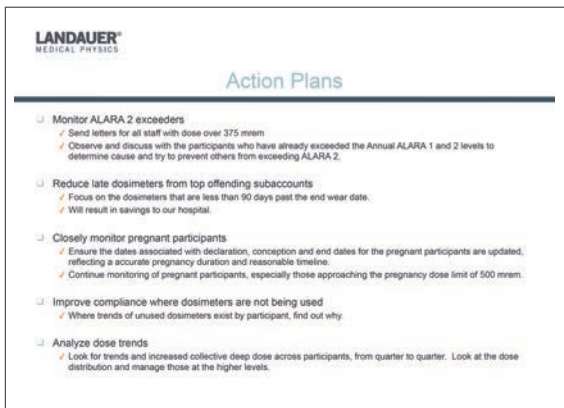 LANDAUER®
MEDICAL PHYSICS
Action Plans
Monitor ALARA 2 exceeders
✓ Send letters for all staff with dose over 375 mrem
✓ Observe and discuss with the participants who have already exceeded the Annual ALARA 1 and 2 levels to
determine cause and try to prevent others from exceeding ALARA 2.
Reduce late dosimeters from top offending subaccounts
✓ Focus on the dosimeters that are less than 90 days past the end wear date.
✓ Will result in savings to our hospital.
Closely monitor pregnant participants
✓ Ensure the dates associated with declaration, conception and end dates for the pregnant participants are updated,
reflecting a accurate pregnancy duration and reasonable timeline.
✓ Continue monitoring of pregnant participants, especially those approaching the pregnancy dose limit of 500 mrem.
Improve compliance where dosimeters are not being used
✓ Where trends of unused dosimeters exist by participant, find out why.
Analyze dose trends
✓ Look for trends and increased collective deep dose across participants, from quarter to quarter. Look at the dose
distribution and manage those at the higher levels.